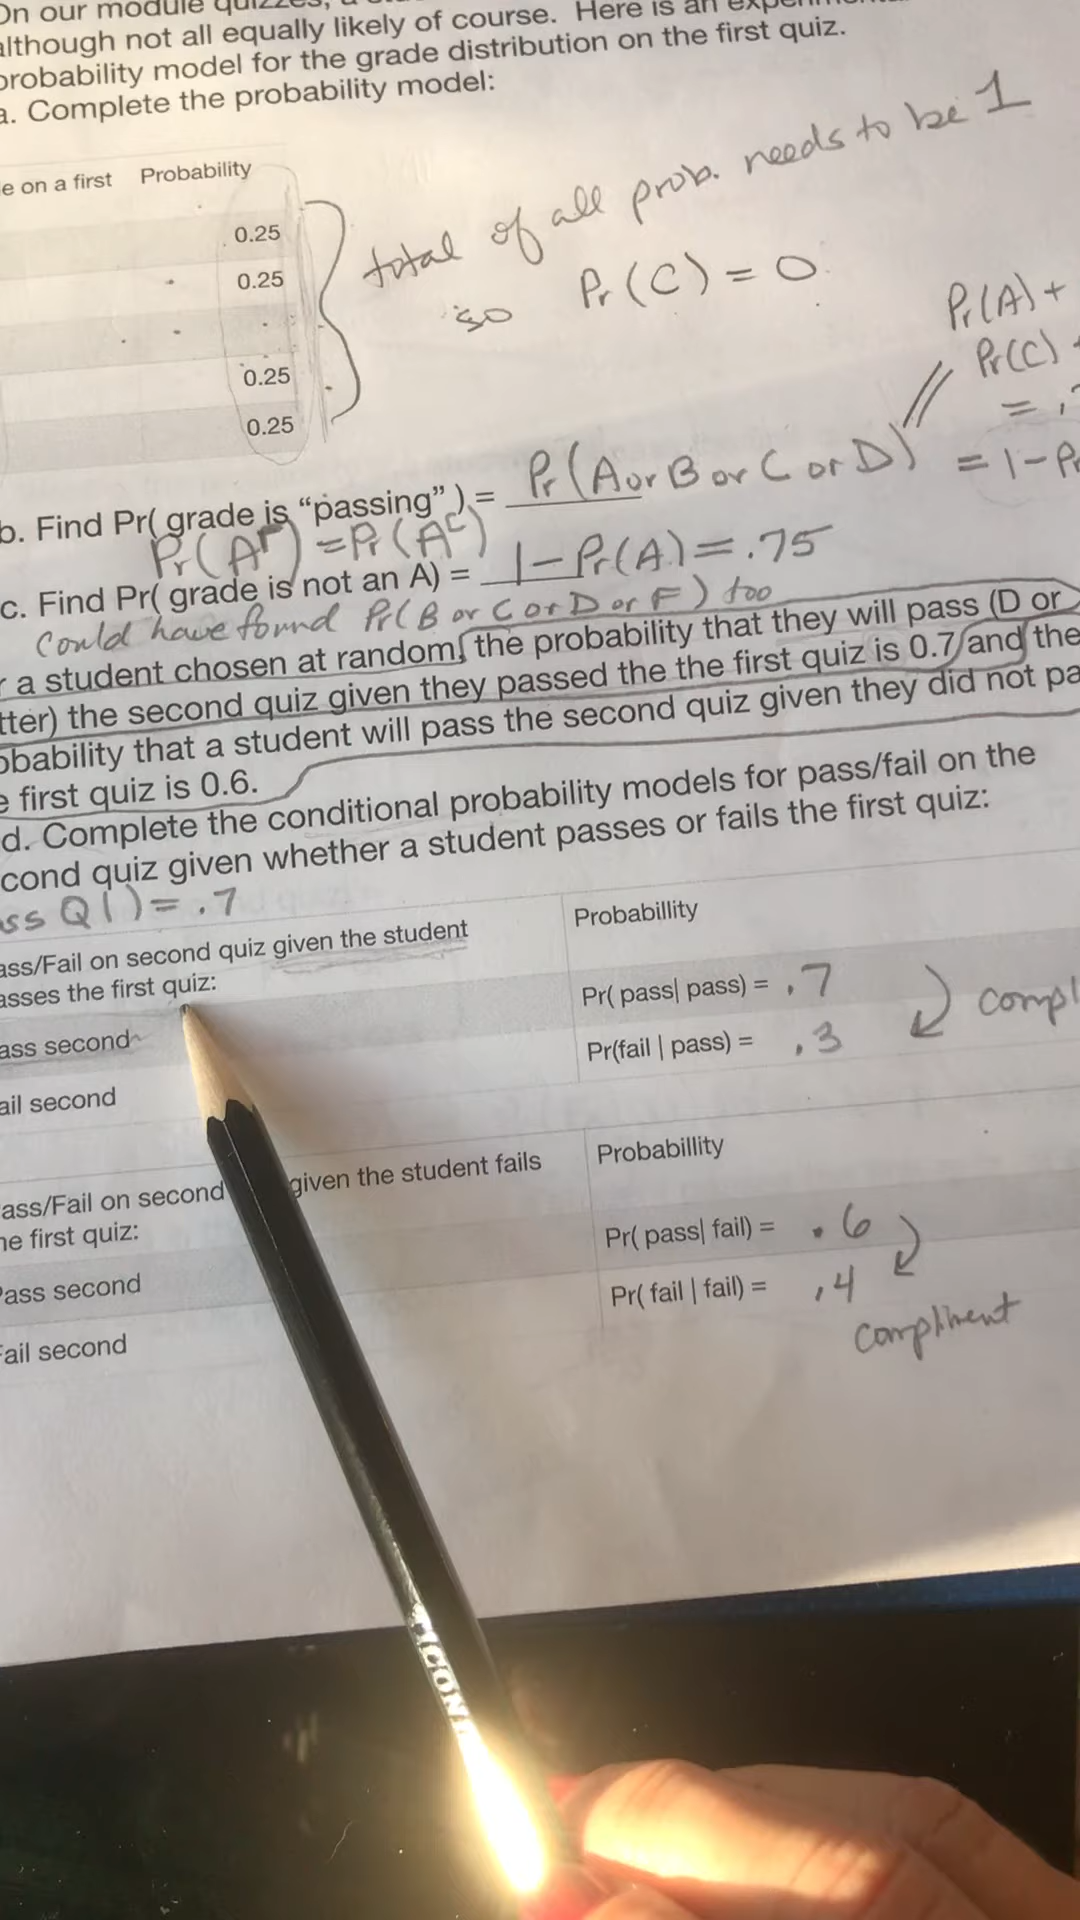 On our module quizzes, a
although not all equally likely of course. Here is an
probability model for the grade distribution on the first quiz.
a. Complete the probability model:
e on a first Probability
0.25
0.25
0.25
0.25
total of all prob. needs to be 1
so Pr(C) = 0
Pr(A) +
Pr(C)
=
b. Find Pr( grade is "passing" ) = Pr(A or B or C or D) = 1 - Pr
Pr(A') = Pr(A^c)
c. Find Pr( grade is not an A) = 1 - Pr(A) = .75
Could have found Pr(B or C or D or F) too
r a student chosen at random, the probability that they will pass (D or
tter) the second quiz given they passed the the first quiz is 0.7 and the
obability that a student will pass the second quiz given they did not pa
e first quiz is 0.6.
d. Complete the conditional probability models for pass/fail on the
cond quiz given whether a student passes or fails the first quiz:
ss Q1) = .7
ass/Fail on second quiz given the student Probabillity
asses the first quiz:
ass second Pr( pass| pass) = .7
ail second Pr(fail | pass) = .3
compl
ass/Fail on second given the student fails Probabillity
he first quiz:
Pass second Pr( pass| fail) = .6
Fail second Pr( fail | fail) = .4
compliment